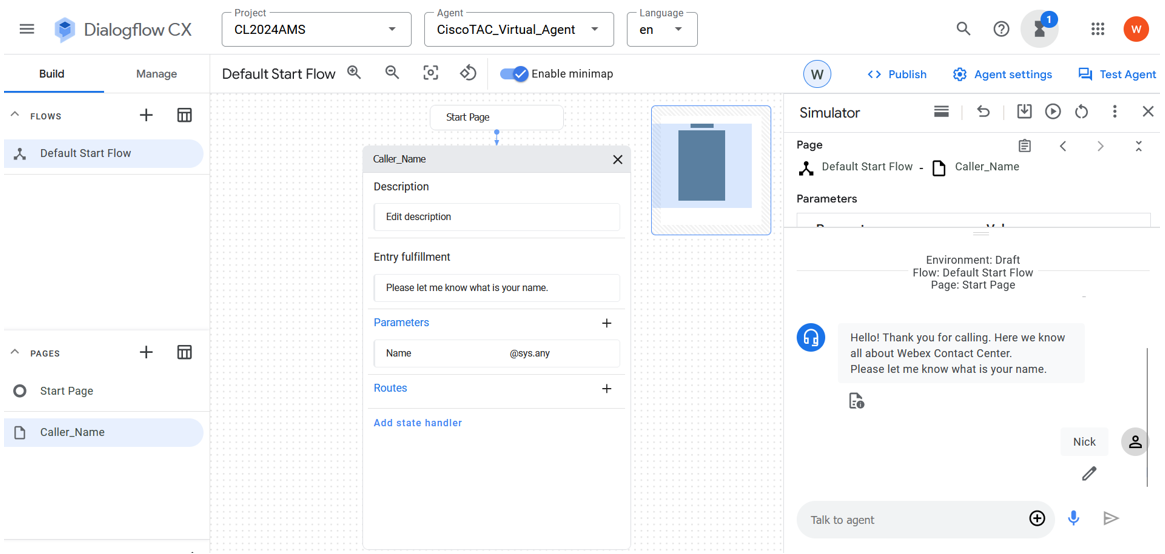 Dialogflow CX
Project
CL2024AMS
Agent
CiscoTAC_Virtual_Agent
Language
en
1
W
Build
Manage
Default Start Flow
Enable minimap
W
Publish
Agent settings
Test Agent
FLOWS
Default Start Flow
PAGES
Start Page
Caller_Name
Start Page
Caller_Name
Description
Edit description
Entry fulfillment
Please let me know what is your name.
Parameters
Name @sys.any
Routes
Add state handler
Simulator
Page
Default Start Flow - Caller_Name
Parameters
Environment: Draft
Flow: Default Start Flow
Page: Start Page
Hello! Thank you for calling. Here we know
all about Webex Contact Center.
Please let me know what is your name.
Nick
Talk to agent